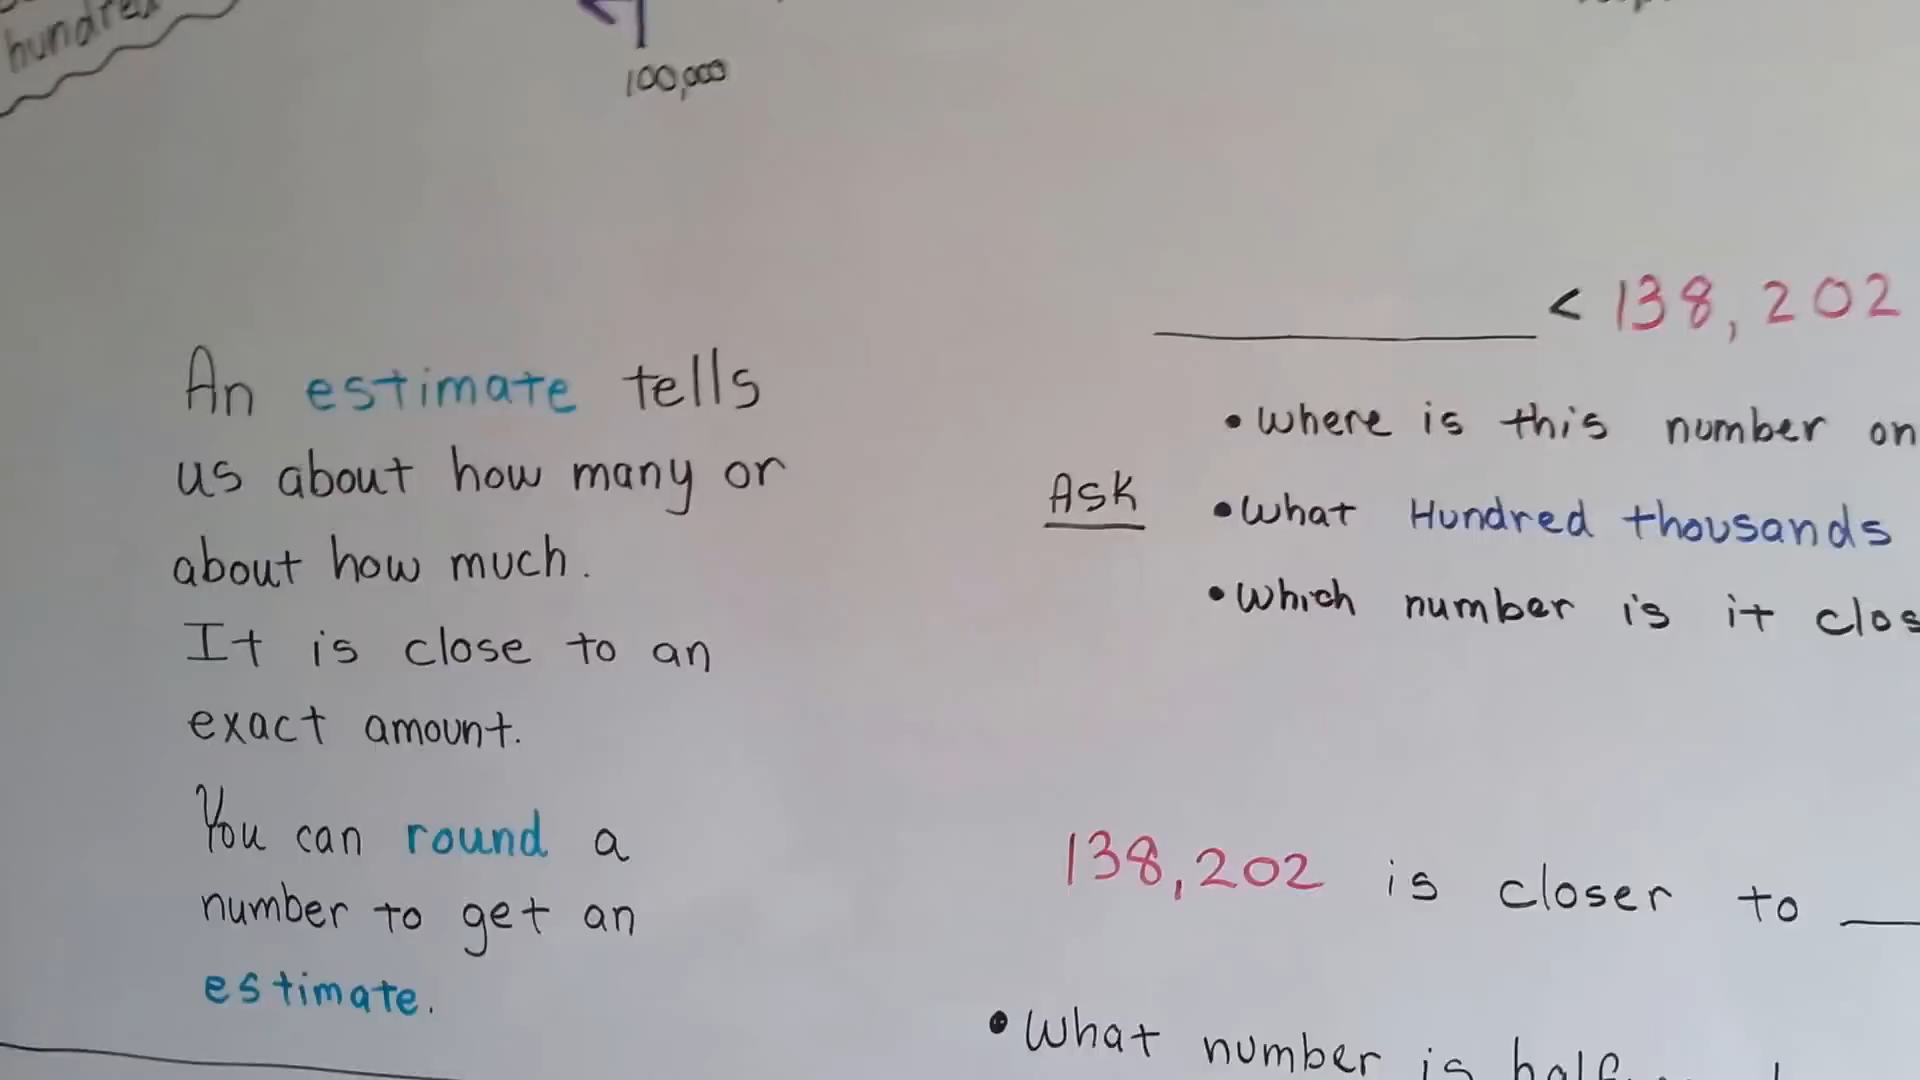 100,000
< 138,202
An estimate tells
us about how many or
about how much.
It is close to an
exact amount.
You can round a
number to get an
estimate.
Ask
•Where is this number on
•What Hundred thousands
•Which number is it clos
138,202 is closer to
•What number is half